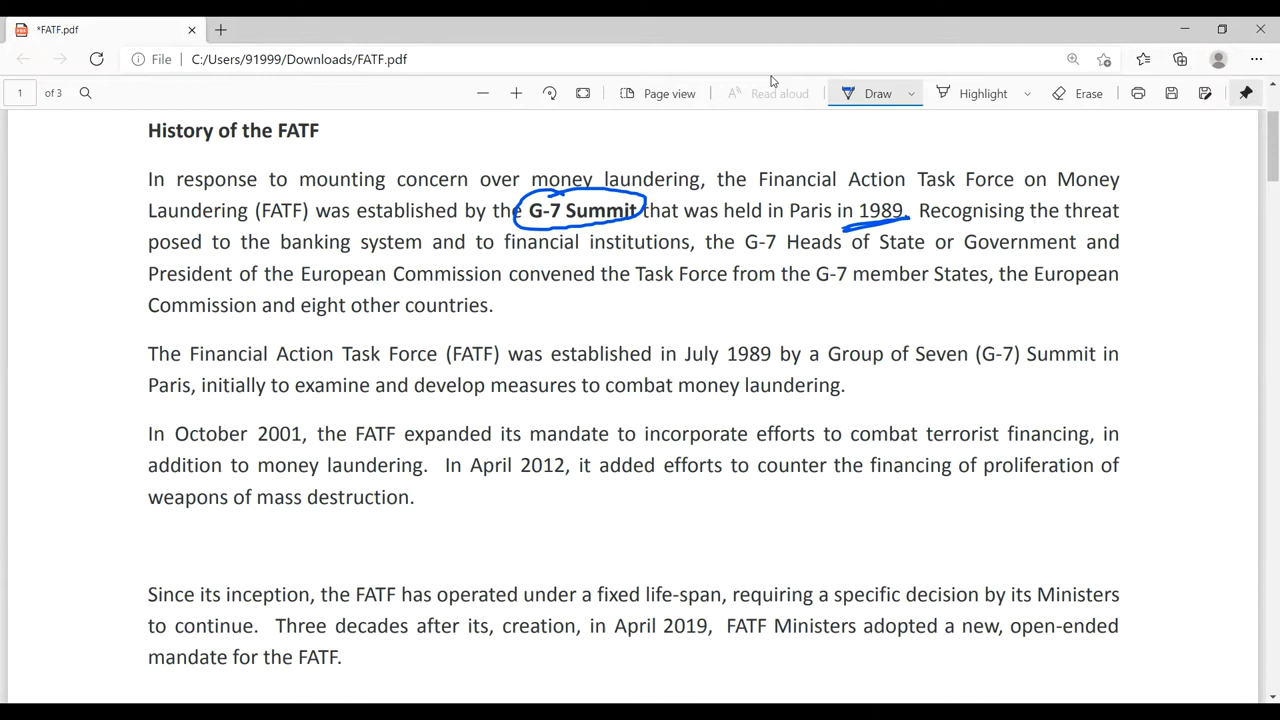 *FATF.pdf
File C:/Users/91999/Downloads/FATF.pdf
1 of 3 Page view Read aloud Draw Highlight Erase
History of the FATF
In response to mounting concern over money laundering, the Financial Action Task Force on Money
Laundering (FATF) was established by the G-7 Summit that was held in Paris in 1989. Recognising the threat
posed to the banking system and to financial institutions, the G-7 Heads of State or Government and
President of the European Commission convened the Task Force from the G-7 member States, the European
Commission and eight other countries.
The Financial Action Task Force (FATF) was established in July 1989 by a Group of Seven (G-7) Summit in
Paris, initially to examine and develop measures to combat money laundering.
In October 2001, the FATF expanded its mandate to incorporate efforts to combat terrorist financing, in
addition to money laundering. In April 2012, it added efforts to counter the financing of proliferation of
weapons of mass destruction.
Since its inception, the FATF has operated under a fixed life-span, requiring a specific decision by its Ministers
to continue. Three decades after its, creation, in April 2019, FATF Ministers adopted a new, open-ended
mandate for the FATF.